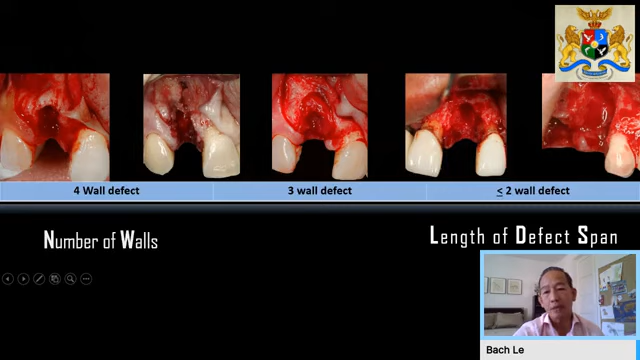 4 Wall defect
3 wall defect
≤ 2 wall defect
Number of Walls
Length of Defect Span
Bach Le